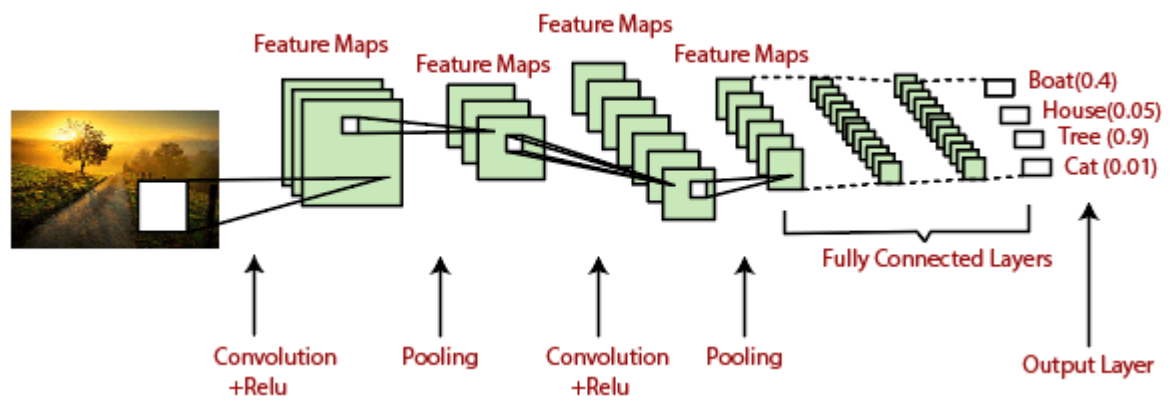 Feature Maps
Feature Maps
Feature Maps
Feature Maps
Boat(0.4)
House(0.05)
Tree (0.9)
Cat (0.01)
Fully Connected Layers
Convolution
+Relu
Pooling
Convolution
+Relu
Pooling
Output Layer